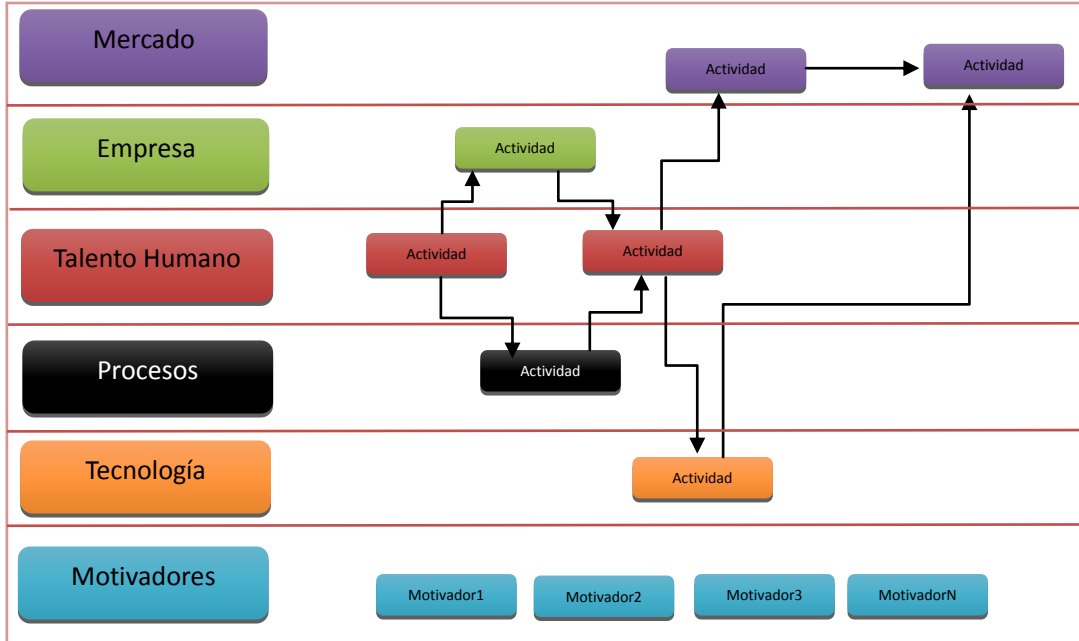 Mercado
Actividad
Actividad
Empresa
Actividad
Talento Humano
Actividad
Actividad
Procesos
Actividad
Tecnología
Actividad
Motivadores
Motivador1
Motivador2
Motivador3
MotivadorN